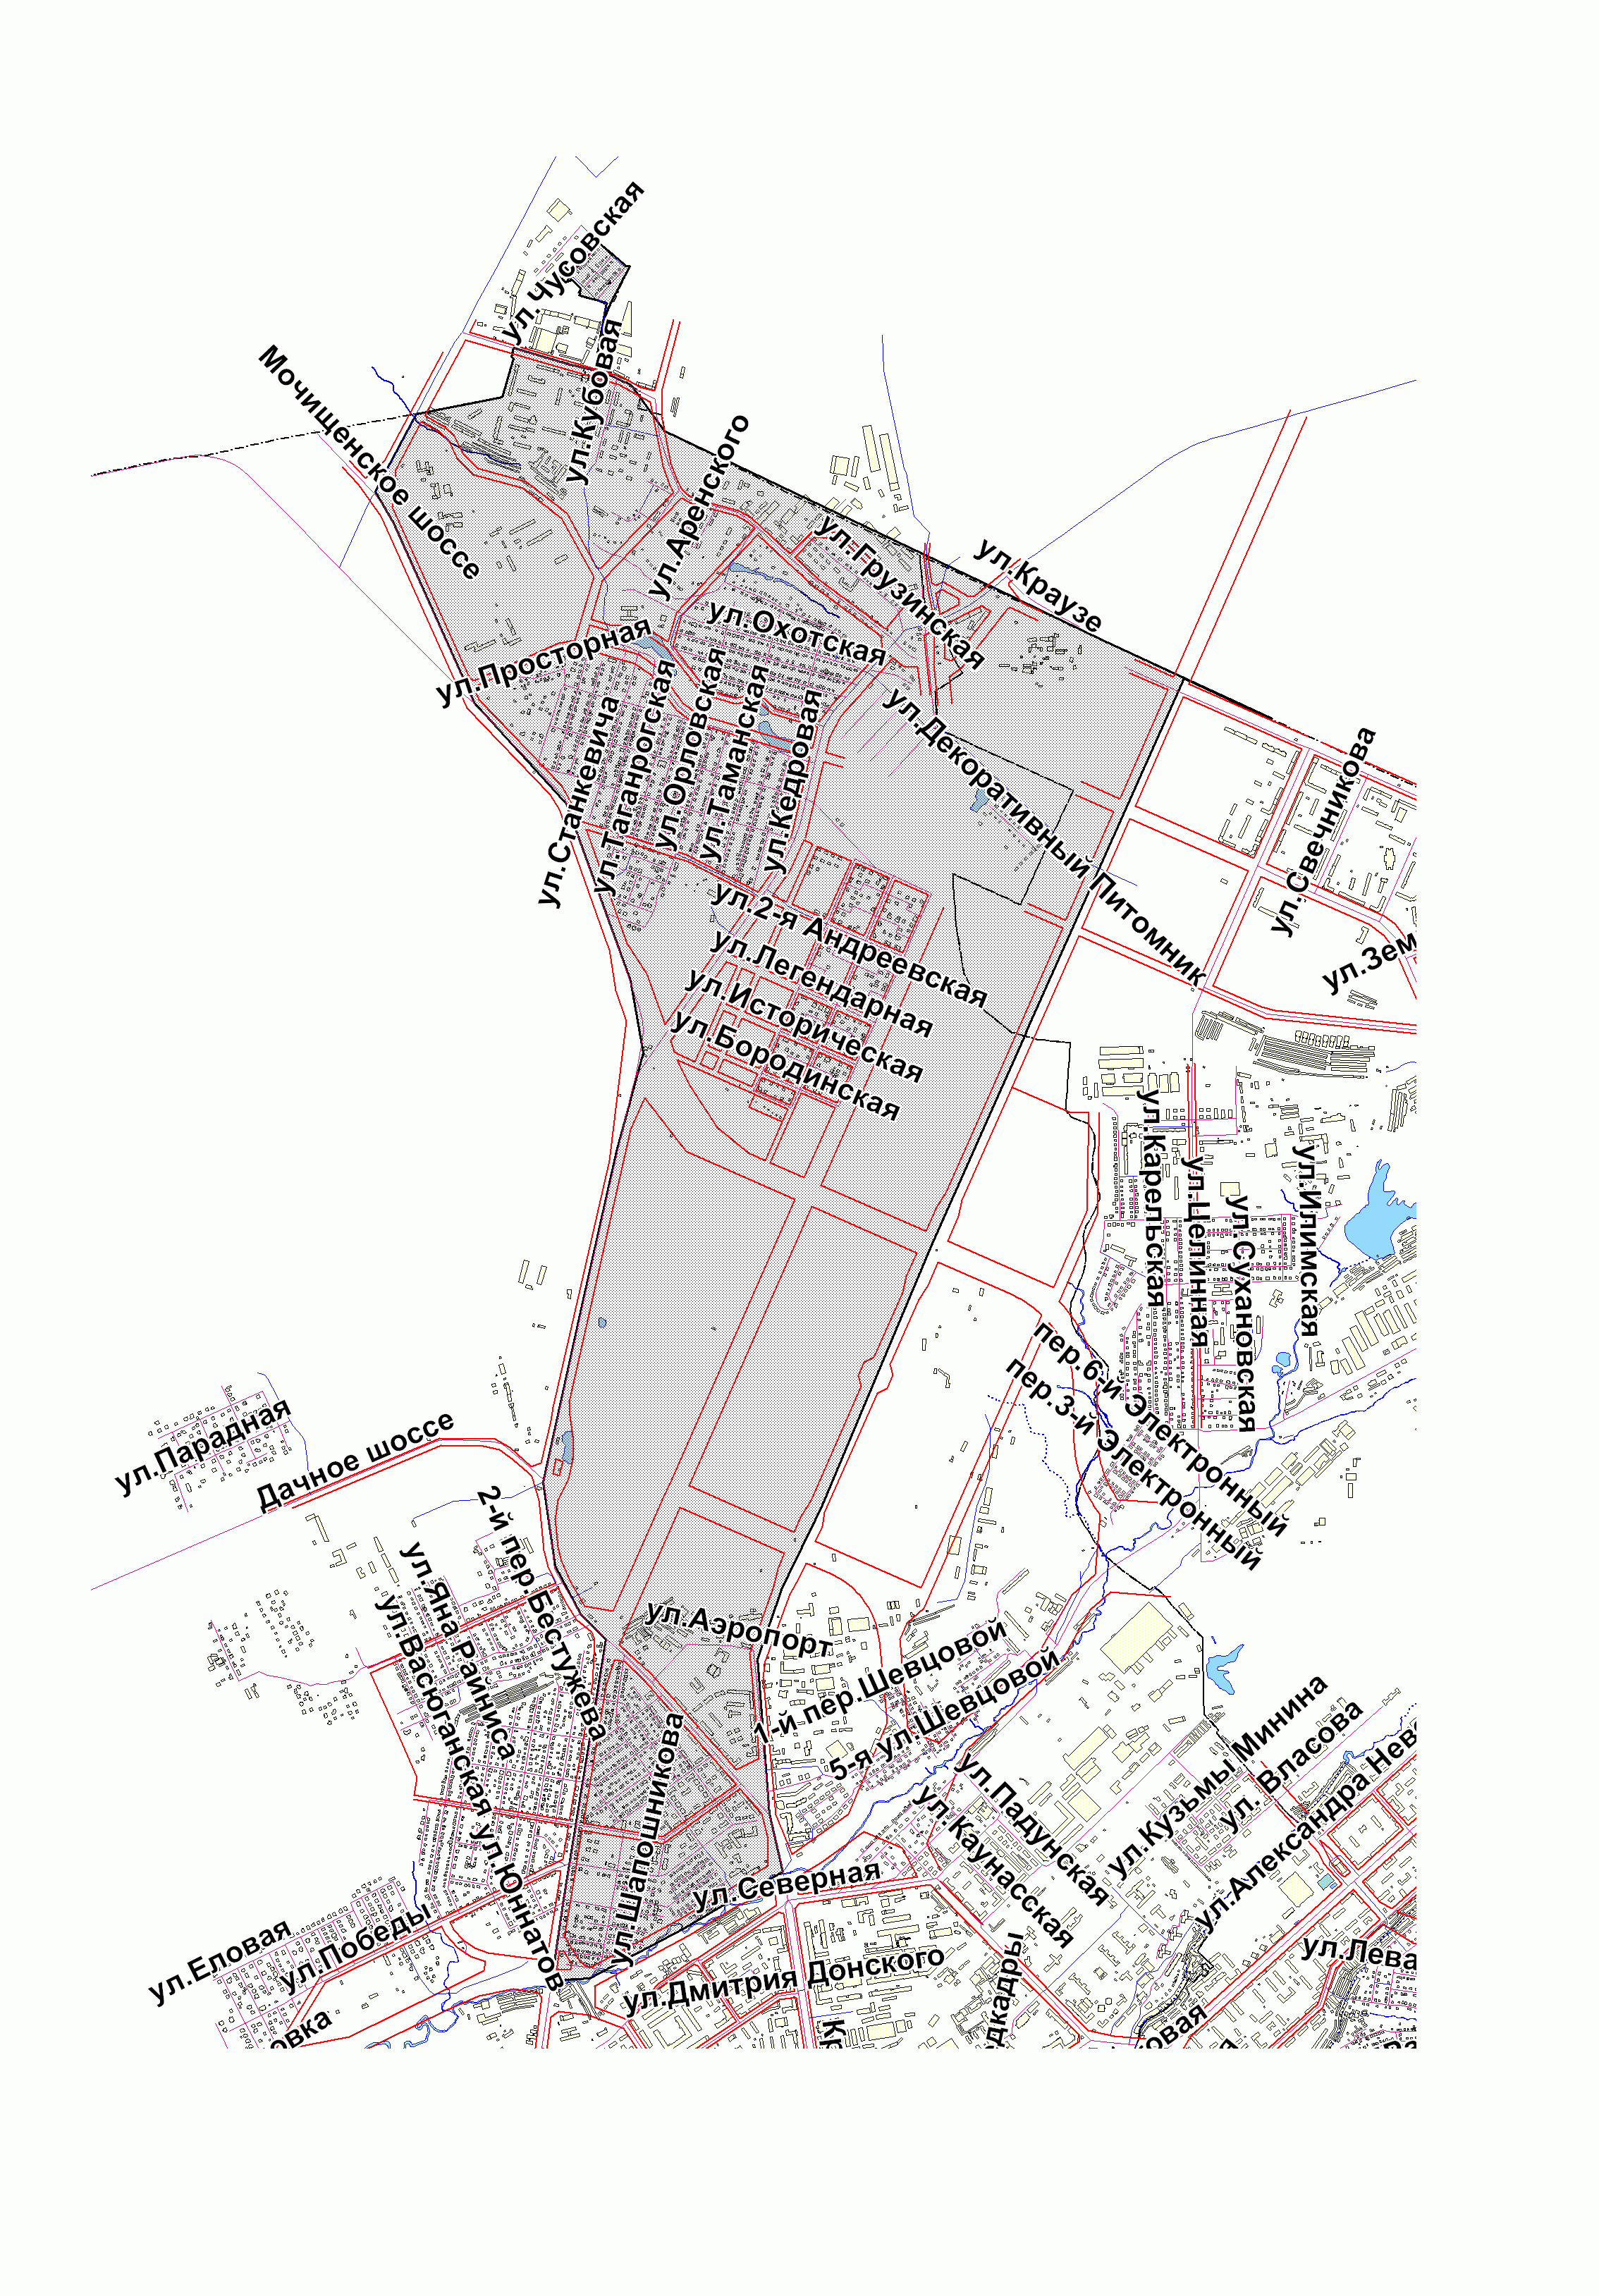 ул.Чусовская
ул.Кубовая
Мочищенское шоссе
ул.Аренского
ул.Грузинская
ул.Краузе
ул.Охотская
ул.Просторная
ул.Станкевича
ул.Таганрогская
ул.Орловская
ул.Таманская
ул.Кедровая
ул.Декоративный Питомник
ул.Свечникова
ул.Зем
ул.2-я Андреевская
ул.Легендарная
ул.Историческая
ул.Бородинская
ул.Карельская
ул.Целинная
ул.Сухановская
ул.Илимская
пер.6-й Электронный
пер.3-й Электронный
ул.Парадная
Дачное шоссе
2-й пер.Бестужева
ул.Яна Райниса
ул.Васюганская
ул.Аэропорт
1-й пер.Шевцовой
5-я ул.Шевцовой
ул.Шапошникова
ул.Падунская
ул.Каунасская
ул.Кузьмы Минина
ул. Власова
ул.Александра Нев
ул.Северная
ул.Юннатов
ул.Еловая
ул.Победы
ул.Дмитрия Донского
ул.Лева
овка
дкадры
овая